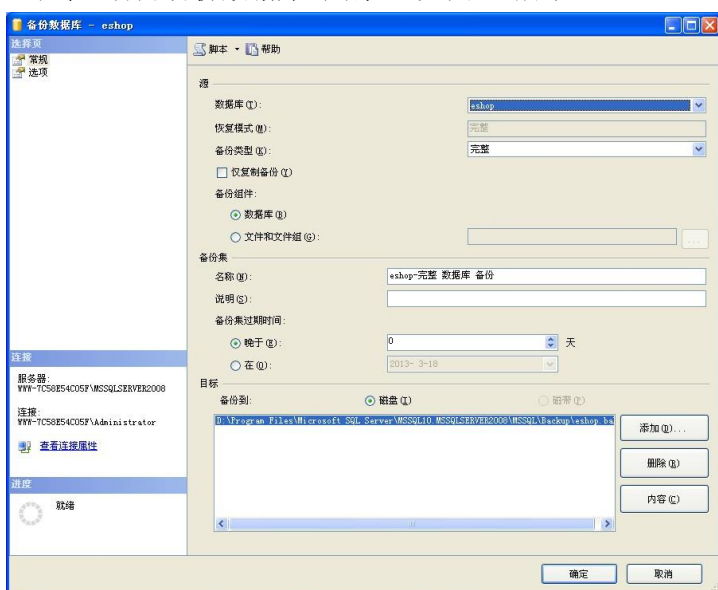 备份数据库 - eshop
选择页
常规
选项
脚本
帮助
源
数据库(T):
eshop
恢复模式(M):
完整
备份类型(K):
完整
仅复制备份(Y)
备份组件:
数据库(B)
文件和文件组(G):
...
备份集
名称(N):
eshop-完整 数据库 备份
说明(S):
备份集过期时间:
晚于(E):
0
天
在(O):
2013- 3-18
目标
备份到:
磁盘(I)
磁带(P)
D:\Program Files\Microsoft SQL Server\MSSQL10.MSSQLSERVER2008\MSSQL\Backup\eshop.ba
添加(D)...
删除(R)
内容(C)
连接
服务器:
WWW-7C58E54C05F\MSSQLSERVER2008
连接:
WWW-7C58E54C05F\Administrator
查看连接属性
进度
就绪
确定
取消